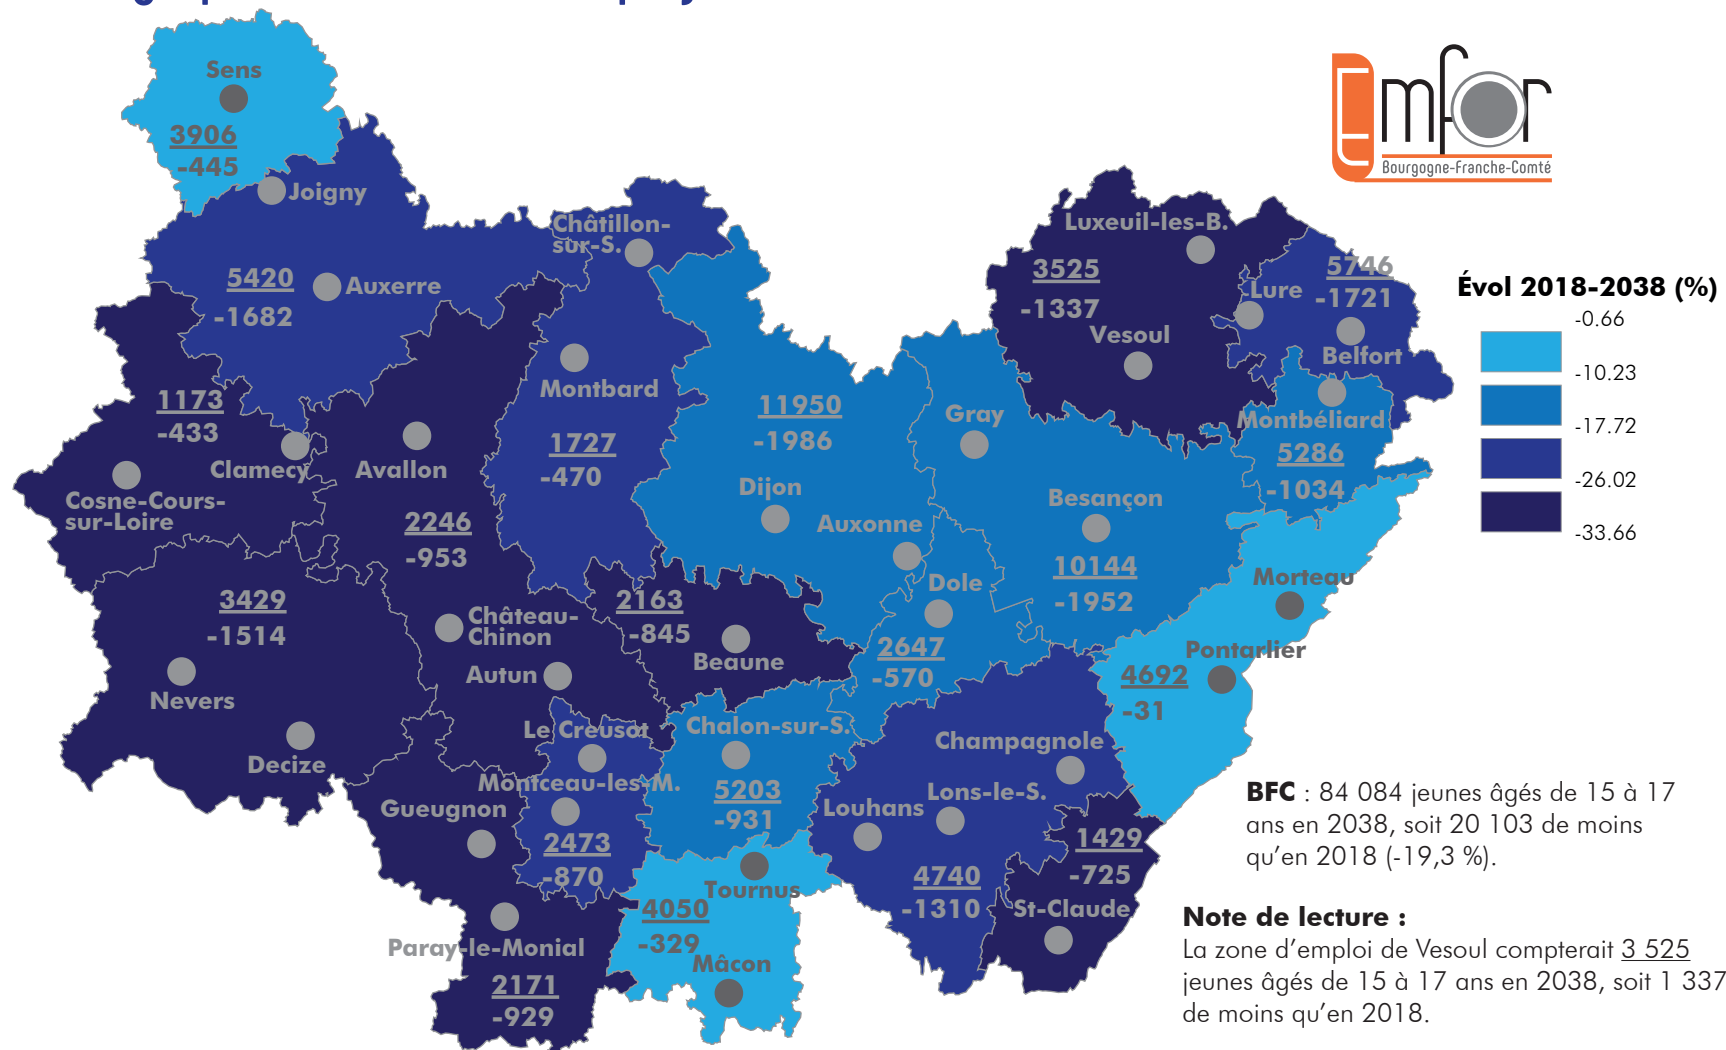 Sens
3906
-445
Joigny
Châtillon-
sur-S.
5420
-1682
Auxerre
Emfor
Bourgogne-Franche-Comté
Luxeuil-les-B.
3525
-1337
Vesoul
5746
-1721
Lure
Belfort
Évol 2018-2038 (%)
-0.66
-10.23
-17.72
-26.02
-33.66
1173
-433
Clamecy
Cosne-Cours-
sur-Loire
Avallon
2246
-953
Montbard
1727
-470
11950
-1986
Dijon
Auxonne
Gray
Besançon
10144
-1952
Montbéliard
5286
-1034
3429
-1514
Nevers
Decize
Château-
Chinon
Autun
2163
-845
Beaune
Dole
2647
-570
Morteau
Pontarlier
4692
-31
Le Creusot
Montceau-les-M.
2473
-870
Chalon-sur-S.
5203
-931
Champagnole
Lons-le-S.
Louhans
4740
-1310
1429
-725
St-Claude
Gueugnon
Paray-le-Monial
2171
-929
Tournus
4050
-329
Mâcon
BFC : 84 084 jeunes âgés de 15 à 17
ans en 2038, soit 20 103 de moins
qu’en 2018 (-19,3 %).
Note de lecture :
La zone d’emploi de Vesoul compterait 3 525
jeunes âgés de 15 à 17 ans en 2038, soit 1 337
de moins qu’en 2018.